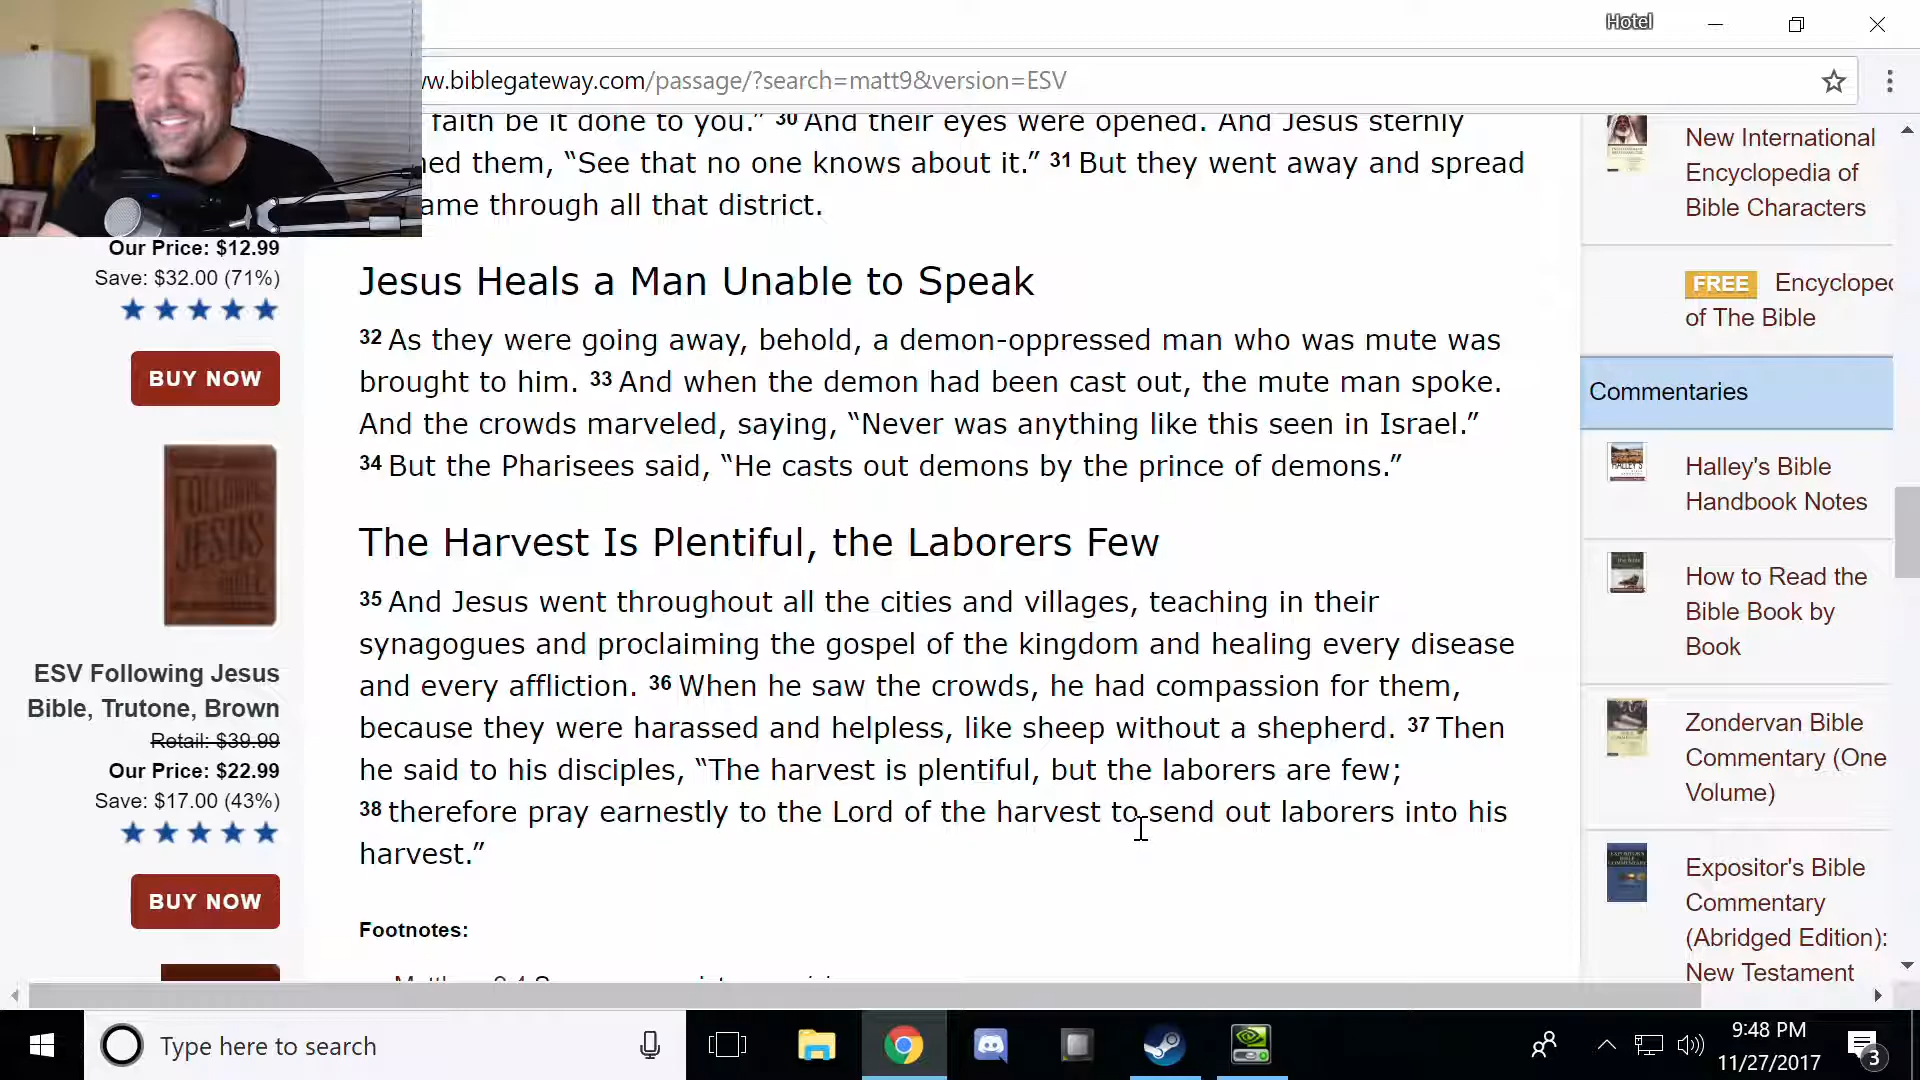 Hotel
w.biblegateway.com/passage/?search=matt9&version=ESV
faith be it done to you.” 30 And their eyes were opened. And Jesus sternly
ned them, “See that no one knows about it.” 31 But they went away and spread
ame through all that district.
Jesus Heals a Man Unable to Speak
32 As they were going away, behold, a demon-oppressed man who was mute was
brought to him. 33 And when the demon had been cast out, the mute man spoke.
And the crowds marveled, saying, “Never was anything like this seen in Israel.”
34 But the Pharisees said, “He casts out demons by the prince of demons.”
The Harvest Is Plentiful, the Laborers Few
35 And Jesus went throughout all the cities and villages, teaching in their
synagogues and proclaiming the gospel of the kingdom and healing every disease
and every affliction. 36 When he saw the crowds, he had compassion for them,
because they were harassed and helpless, like sheep without a shepherd. 37 Then
he said to his disciples, “The harvest is plentiful, but the laborers are few;
38 therefore pray earnestly to the Lord of the harvest to send out laborers into his
harvest.”
Footnotes:
Our Price: $12.99
Save: $32.00 (71%)
BUY NOW
FOLLOWING
JESUS
BIBLE
ESV Following Jesus
Bible, Trutone, Brown
Retail: $39.99
Our Price: $22.99
Save: $17.00 (43%)
BUY NOW
New International
Encyclopedia of
Bible Characters
FREE Encycloped
of The Bible
Commentaries
HALLEY'S
Halley's Bible
Handbook Notes
How to Read the
Bible Book by
Book
Zondervan Bible
Commentary (One
Volume)
Expositor's Bible
Commentary
(Abridged Edition):
New Testament
Type here to search
9:48 PM
11/27/2017
3